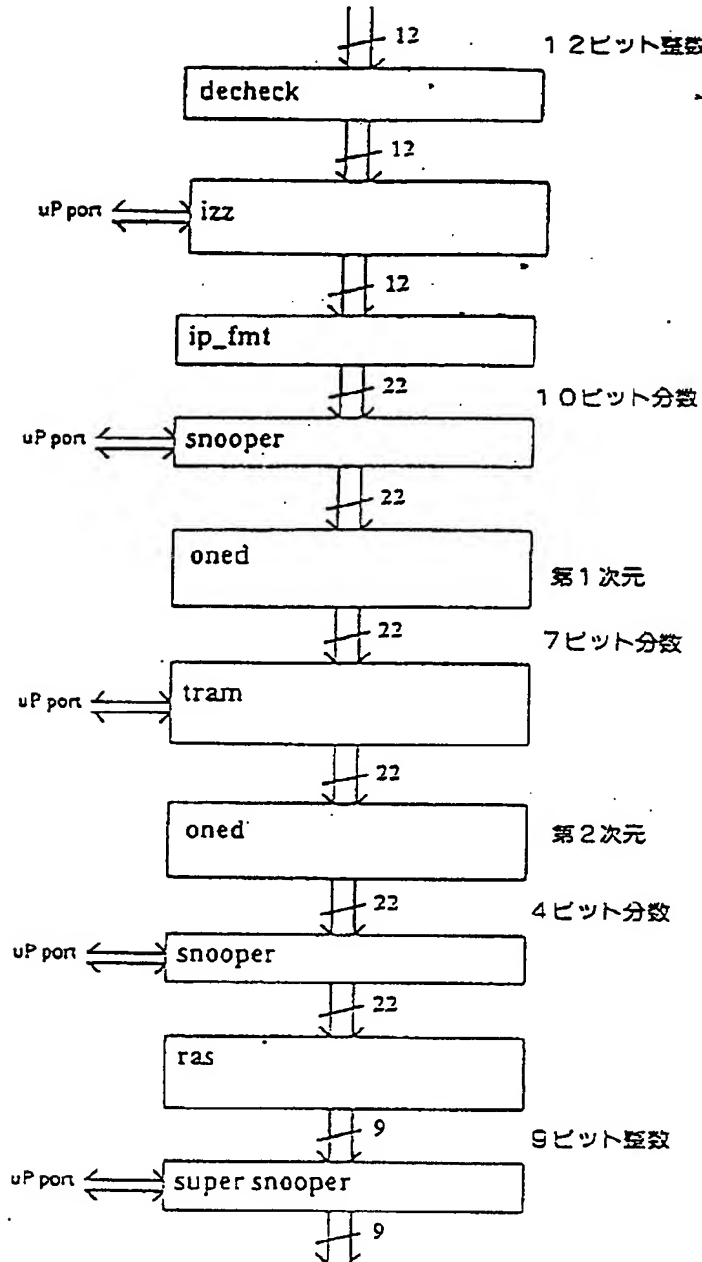 12
12ビット整数
decheck
12
uP port
izz
12
ip_fmt
22
10ビット分数
uP port
snooper
22
oned
第1次元
22
7ビット分数
uP port
tram
22
oned
第2次元
22
4ビット分数
uP port
snooper
22
ras
9
9ビット整数
uP port
super snooper
9